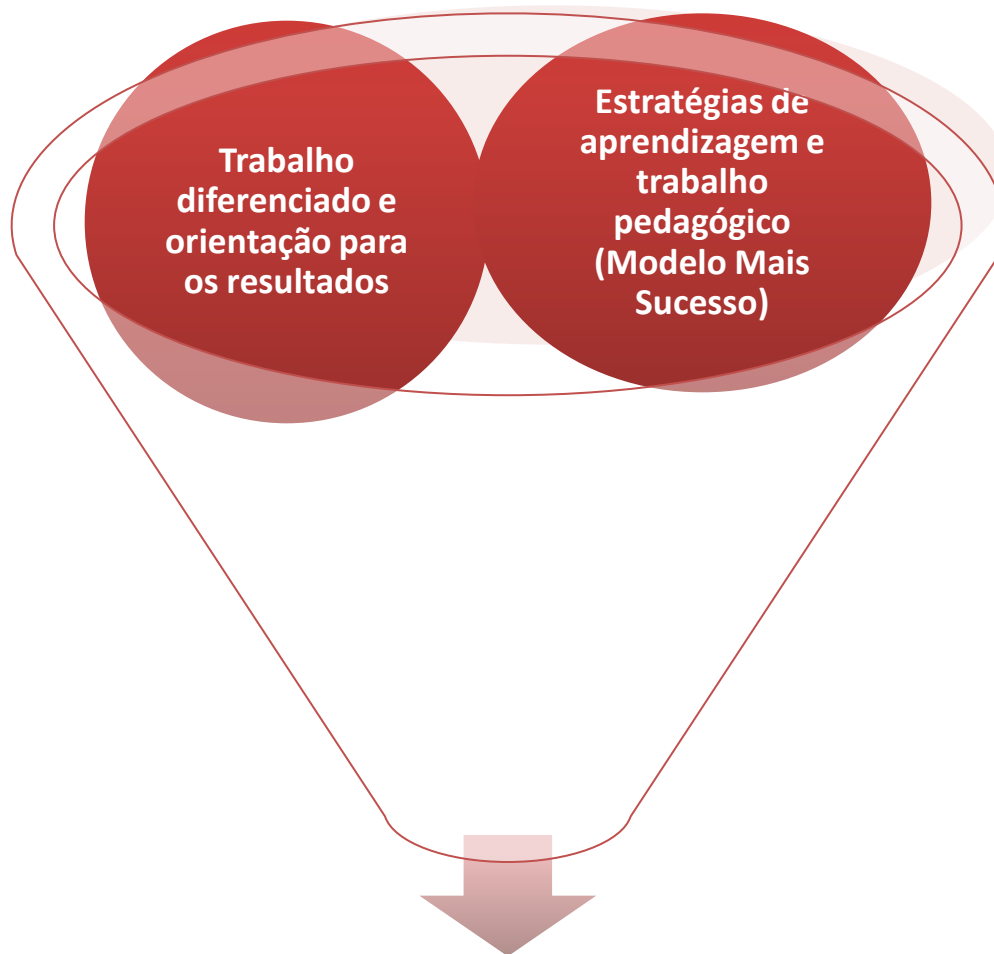 Trabalho
diferenciado e
orientação para
os resultados
Estratégias de
aprendizagem e
trabalho
pedagógico
(Modelo Mais
Sucesso)